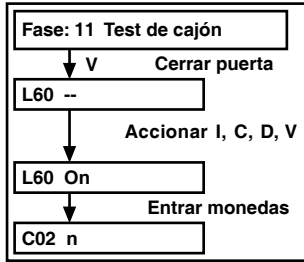 Fase: 11 Test de cajón
V Cerrar puerta
L60 --
Accionar I, C, D, V
L60 On
Entrar monedas
C02 n